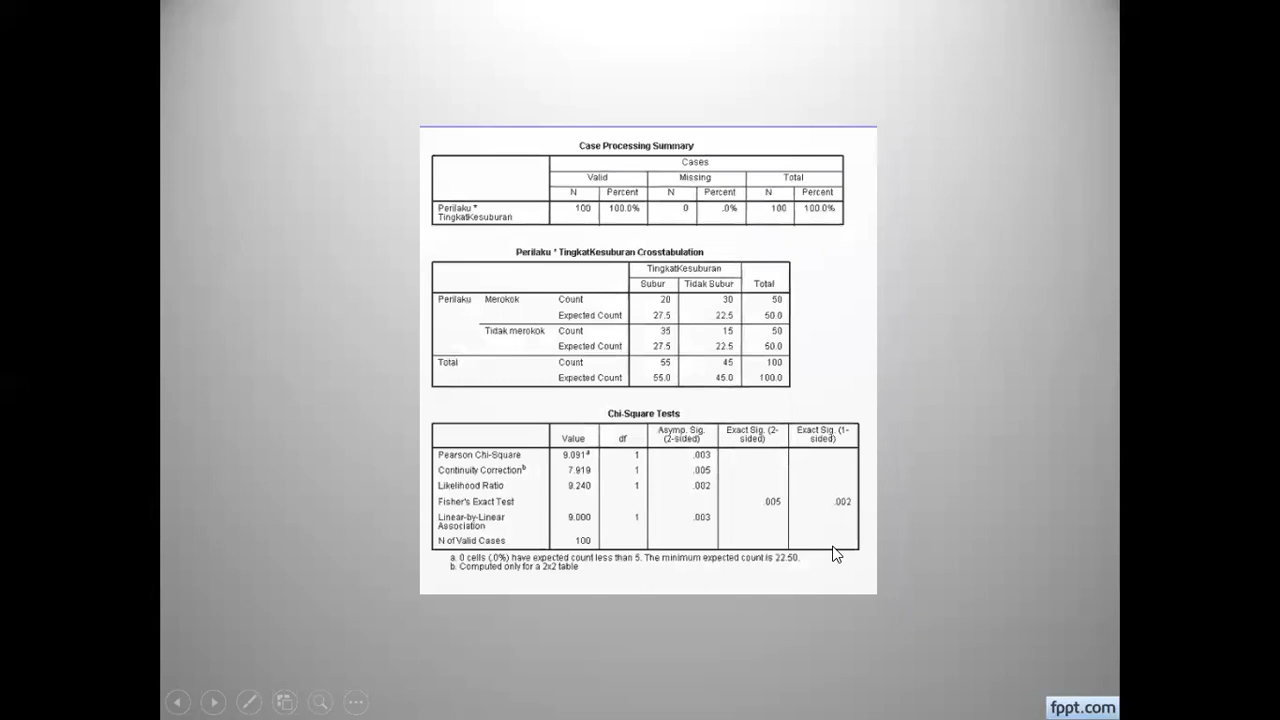 Case Processing Summary
Cases
Valid Missing Total
N Percent N Percent N Percent
Perilaku * TingkatKesuburan 100 100.0% 0 .0% 100 100.0%
Perilaku * TingkatKesuburan Crosstabulation
TingkatKesuburan
Subur Tidak Subur Total
Perilaku Merokok Count 20 30 50
Expected Count 27.5 22.5 50.0
Tidak merokok Count 35 15 50
Expected Count 27.5 22.5 50.0
Total Count 55 45 100
Expected Count 55.0 45.0 100.0
Chi-Square Tests
Value df Asymp. Sig. (2-sided) Exact Sig. (2-sided) Exact Sig. (1-sided)
Pearson Chi-Square 9.091a 1 .003
Continuity Correctionb 7.919 1 .005
Likelihood Ratio 9.240 1 .002
Fisher's Exact Test .005 .002
Linear-by-Linear Association 9.000 1 .003
N of Valid Cases 100
a. 0 cells (.0%) have expected count less than 5. The minimum expected count is 22.50.
b. Computed only for a 2x2 table
fppt.com